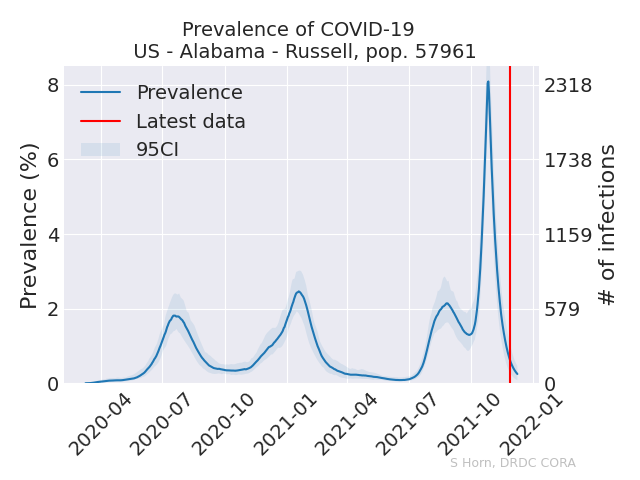 Prevalence of COVID-19
US - Alabama - Russell, pop. 57961
Prevalence
Latest data
95CI
Prevalence (%)
8
6
4
2
0
2318
1738
1159
579
0
# of infections
2020-04
2020-07
2020-10
2021-01
2021-04
2021-07
2021-10
2022-01
S Horn, DRDC CORA